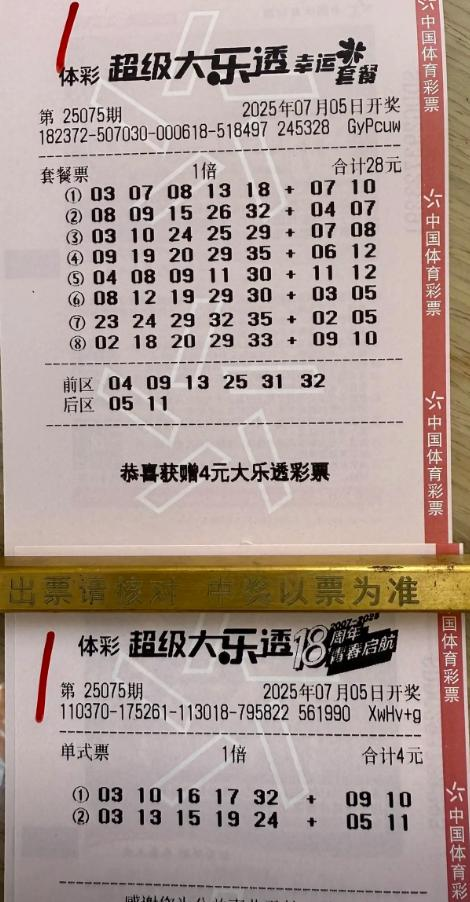 体彩 超级大乐透 幸运套餐
第 25075期 2025年07月05日开奖
182372-507030-000618-518497 245328 GyPcuw
套餐票 1倍 合计28元
① 03 07 08 13 18 + 07 10
② 08 09 15 26 32 + 04 07
③ 03 10 24 25 29 + 07 08
④ 09 19 20 29 35 + 06 12
⑤ 04 08 09 11 30 + 11 12
⑥ 08 12 19 29 30 + 03 05
⑦ 23 24 29 32 35 + 02 05
⑧ 02 18 20 29 33 + 09 10
前区 04 09 13 25 31 32
后区 05 11
恭喜获赠4元大乐透彩票
中国体育彩票
中国体育彩票
中国体育彩票
出票请核对 中奖以票为准
体彩 超级大乐透 18周年 2007-2025 青春启航
第 25075期 2025年07月05日开奖
110370-175261-113018-795822 561990 XwHv+g
单式票 1倍 合计4元
① 03 10 16 17 32 + 09 10
② 03 13 15 19 24 + 05 11
国体育彩票
中国体育彩